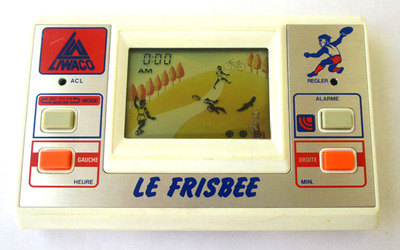 LIWACO
ACL
MODE
GAUCHE
HEURE
0:00
AM
RÉGLER
ALARME
DROITE
MIN.
LE FRISBEE